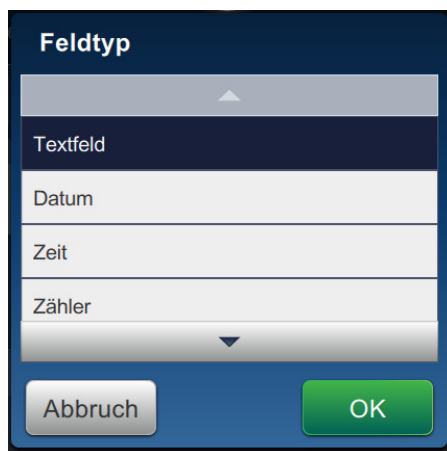 Feldtyp
Textfeld
Datum
Zeit
Zähler
Abbruch OK